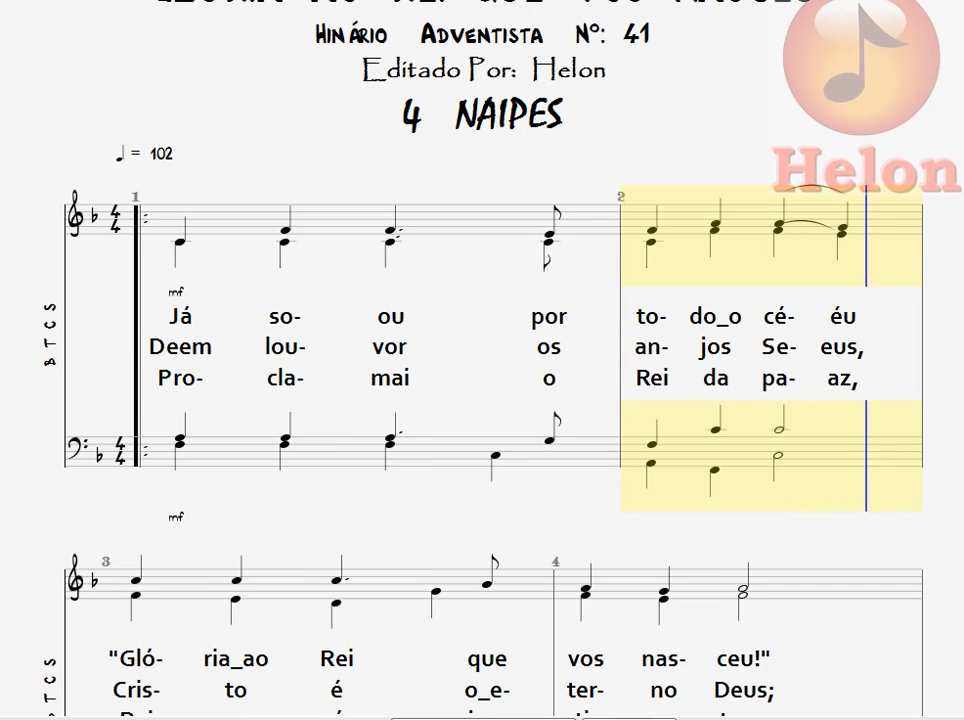 Hinário Adventista Nº: 41
Editado Por: Helon
4 NAIPES
Helon
♩ = 102
1
2
mf
B T C S
Já so- ou por to- do_o cé- éu
Deem lou- vor os an- jos Se- eus,
Pro- cla- mai o Rei da pa- az,
mf
3
4
B T C S
"Gló- ria_ao Rei que vos nas- ceu!"
Cris- to é o_e- ter- no Deus;